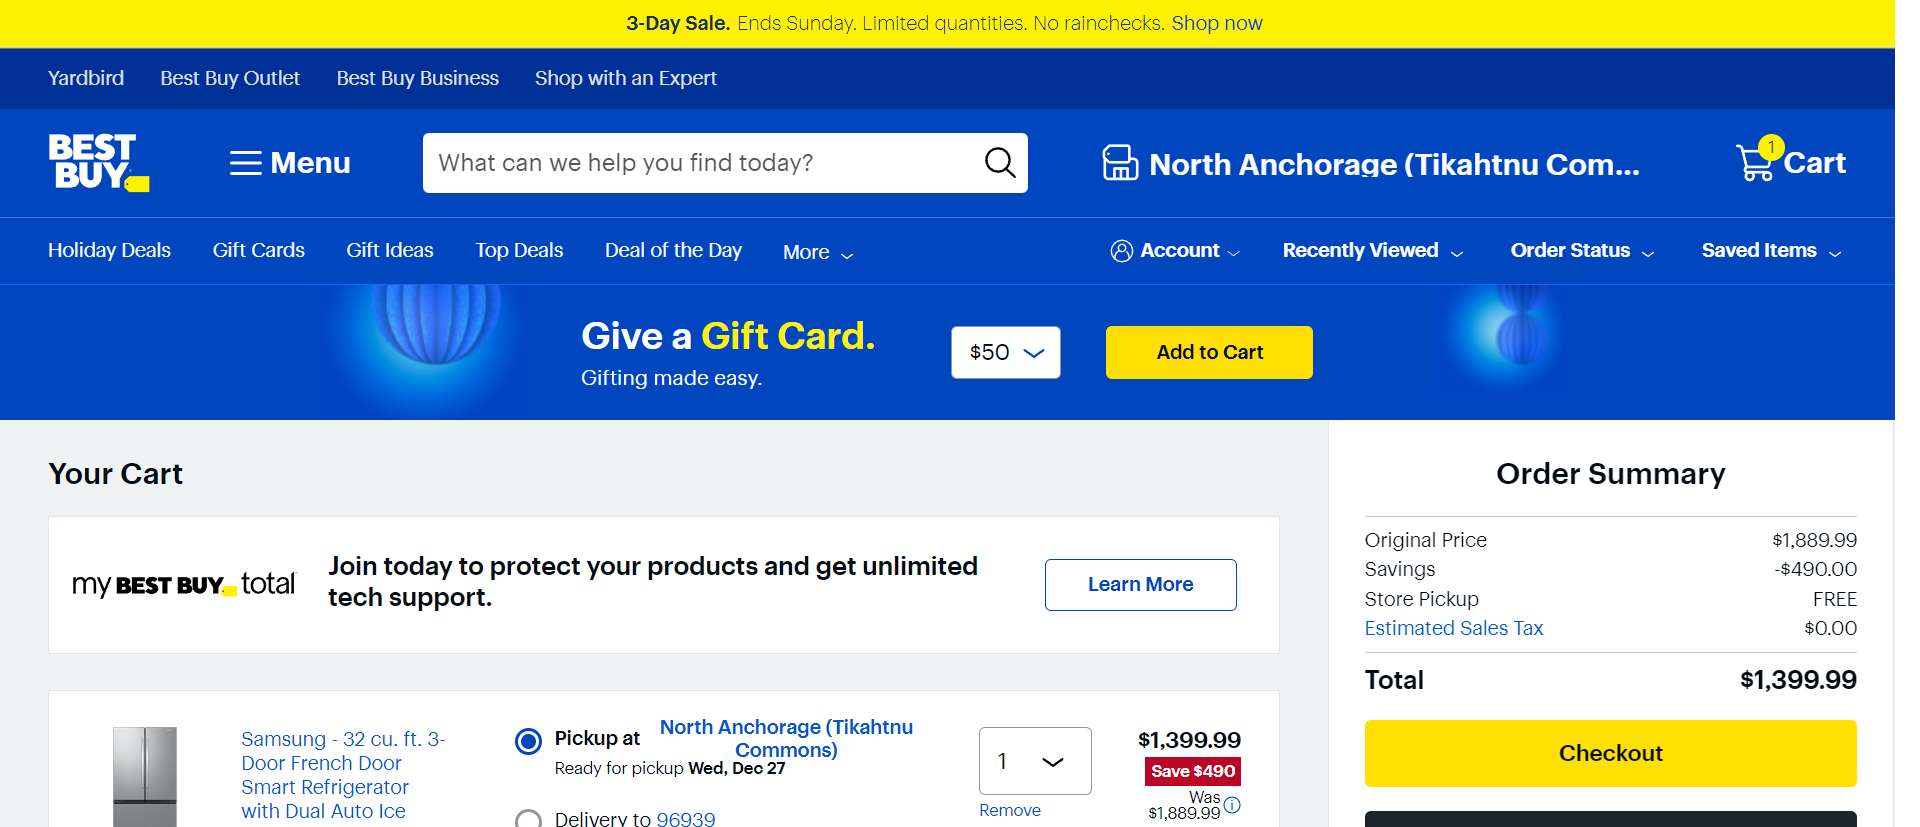 3-Day Sale. Ends Sunday. Limited quantities. No rainchecks. Shop now
Yardbird Best Buy Outlet Best Buy Business Shop with an Expert
BEST
BUY
Menu
What can we help you find today?
North Anchorage (Tikahtnu Com...
1
Cart
Holiday Deals Gift Cards Gift Ideas Top Deals Deal of the Day More
Account Recently Viewed Order Status Saved Items
Give a Gift Card.
Gifting made easy.
$50
Add to Cart
Your Cart
my BEST BUY total
Join today to protect your products and get unlimited
tech support.
Learn More
Samsung - 32 cu. ft. 3-
Door French Door
Smart Refrigerator
with Dual Auto Ice
Pickup at North Anchorage (Tikahtnu
Commons)
Ready for pickup Wed, Dec 27
Delivery to 96939
1
Remove
$1,399.99
Save $490
Was
$1,889.99
Order Summary
Original Price $1,889.99
Savings -$490.00
Store Pickup FREE
Estimated Sales Tax $0.00
Total $1,399.99
Checkout